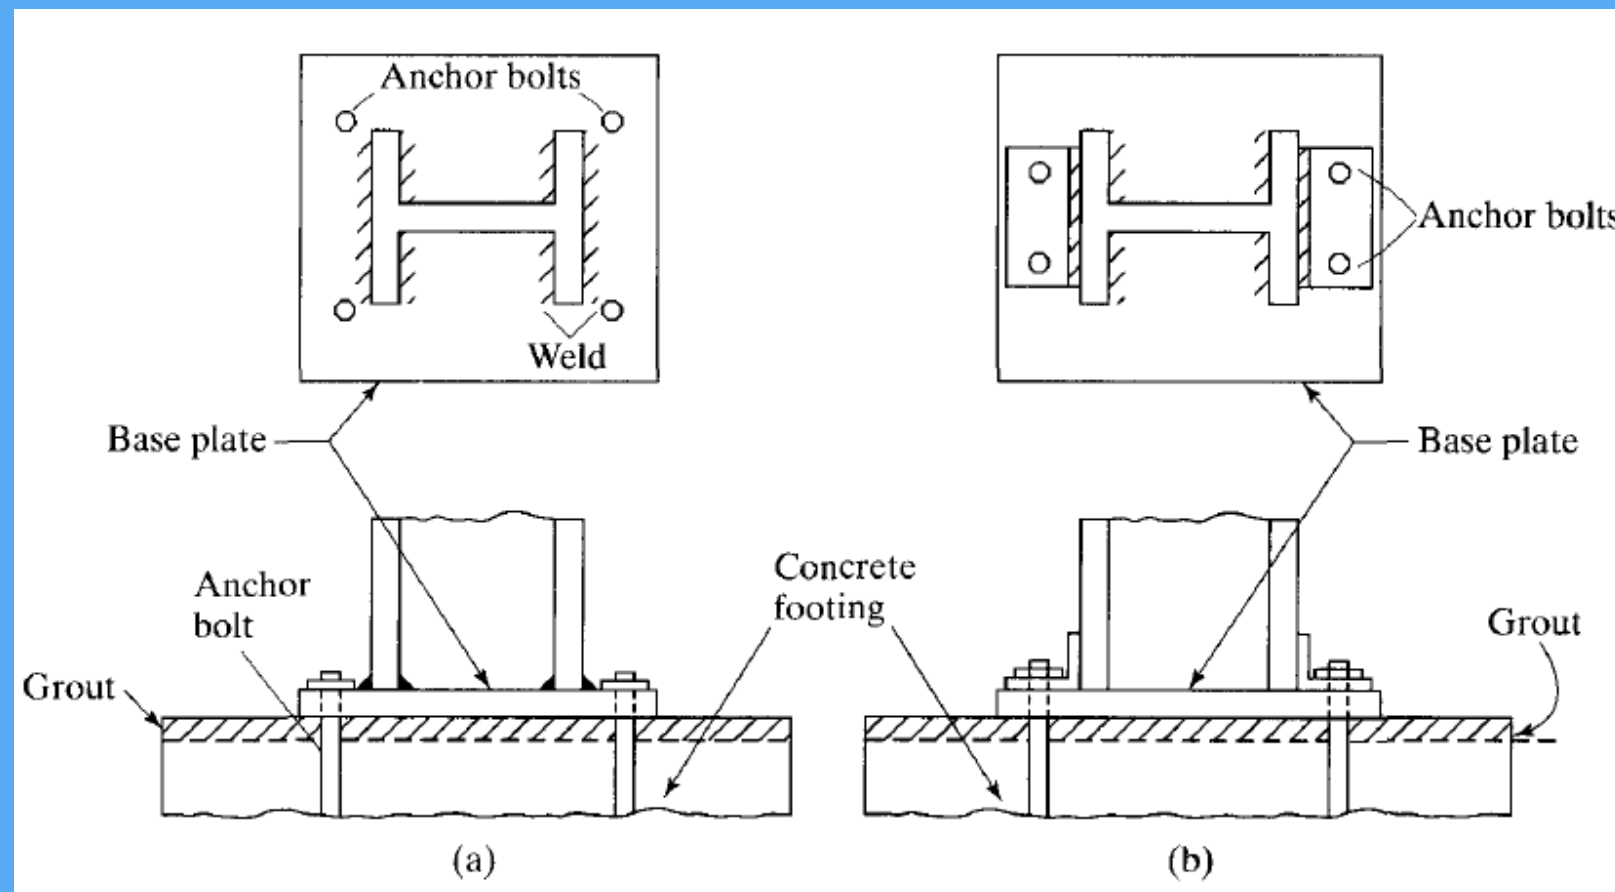 Anchor bolts
Weld
Base plate
Anchor
bolt
Grout
(a)
Anchor bolts
Base plate
Concrete
footing
Grout
(b)